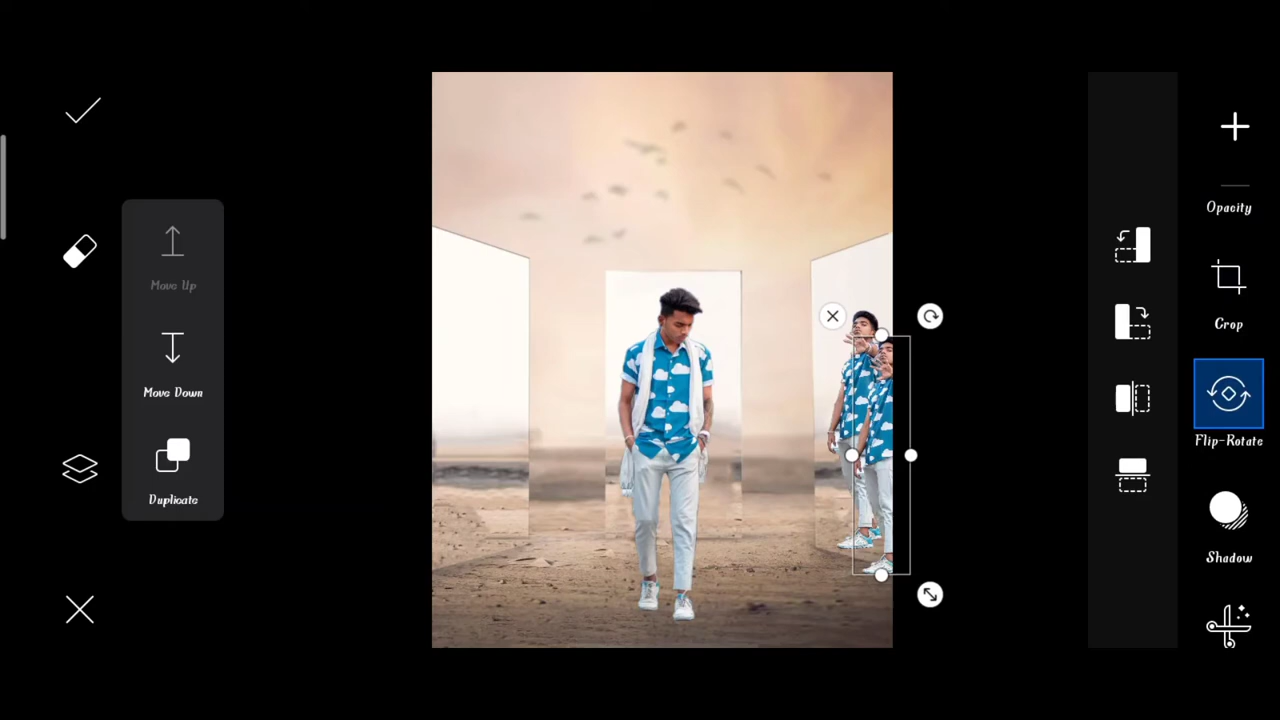 Move Up
Move Down
Duplicate
Opacity
Crop
Flip-Rotate
Shadow